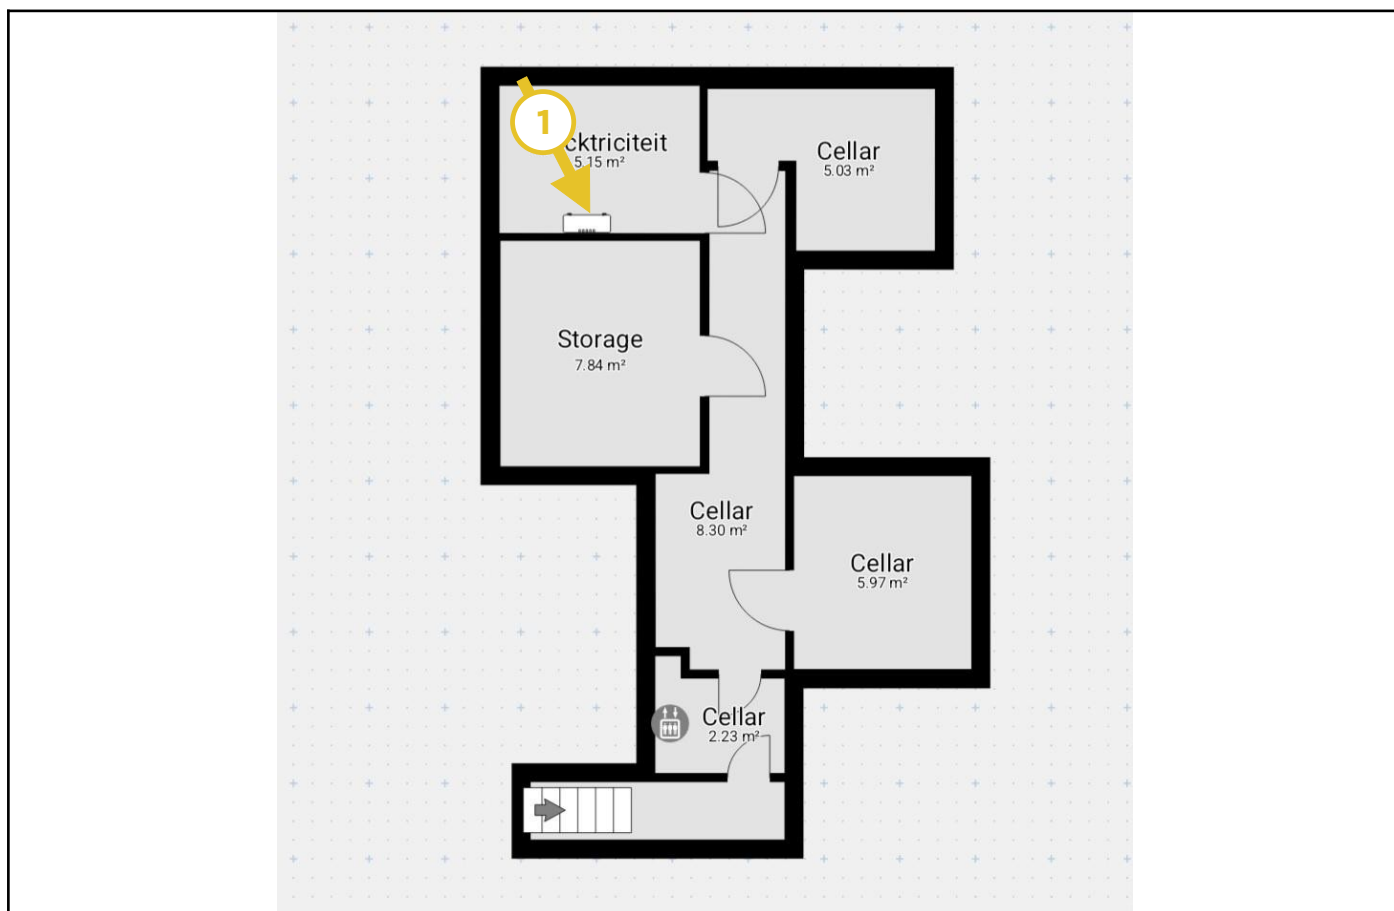 1
cktriciteit
5.15 m²
Cellar
5.03 m²
Storage
7.84 m²
Cellar
8.30 m²
Cellar
5.97 m²
Cellar
2.23 m²